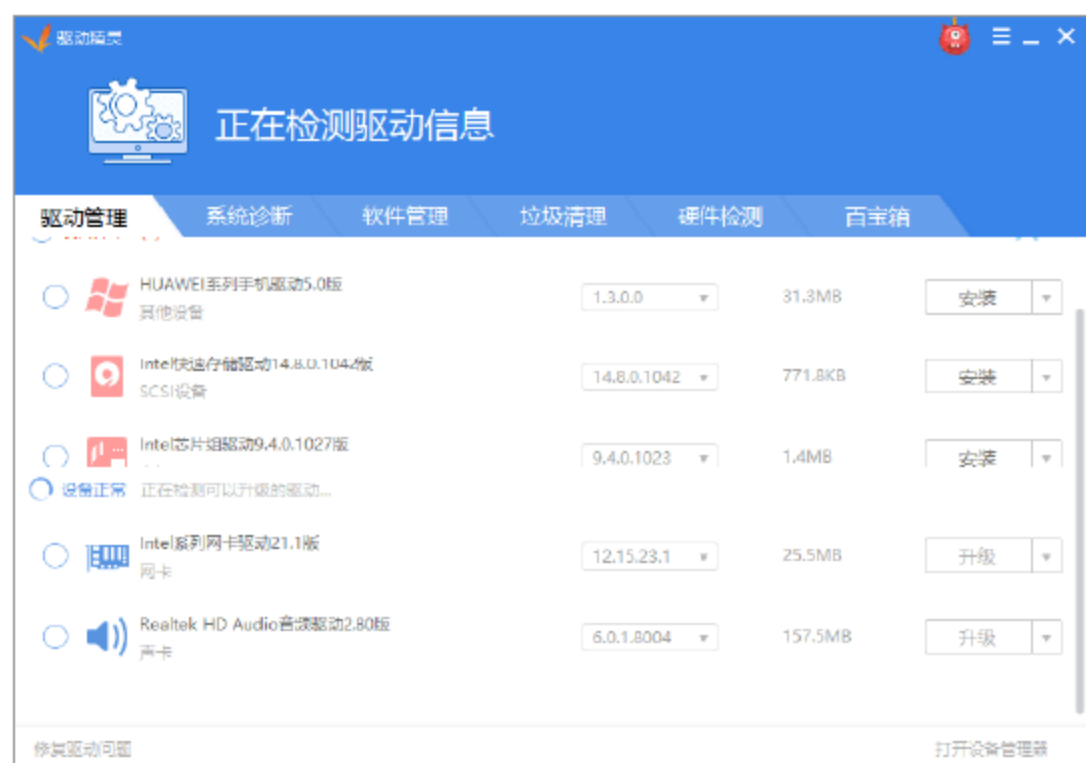 驱动精灵
正在检测驱动信息
驱动管理 系统诊断 软件管理 垃圾清理 硬件检测 百宝箱
HUAWEI系列手机驱动5.0版 1.3.0.0 31.3MB 安装
其他设备
Intel快速存储驱动14.8.0.1042版 14.8.0.1042 771.8KB 安装
SCSI设备
Intel芯片组驱动9.4.0.1027版 9.4.0.1023 1.4MB 安装
设备正常 正在检测可以升级的驱动...
Intel系列网卡驱动21.1版 12.15.23.1 25.5MB 升级
网卡
Realtek HD Audio音频驱动2.80版 6.0.1.8004 157.5MB 升级
声卡
修复驱动问题 打开设备管理器